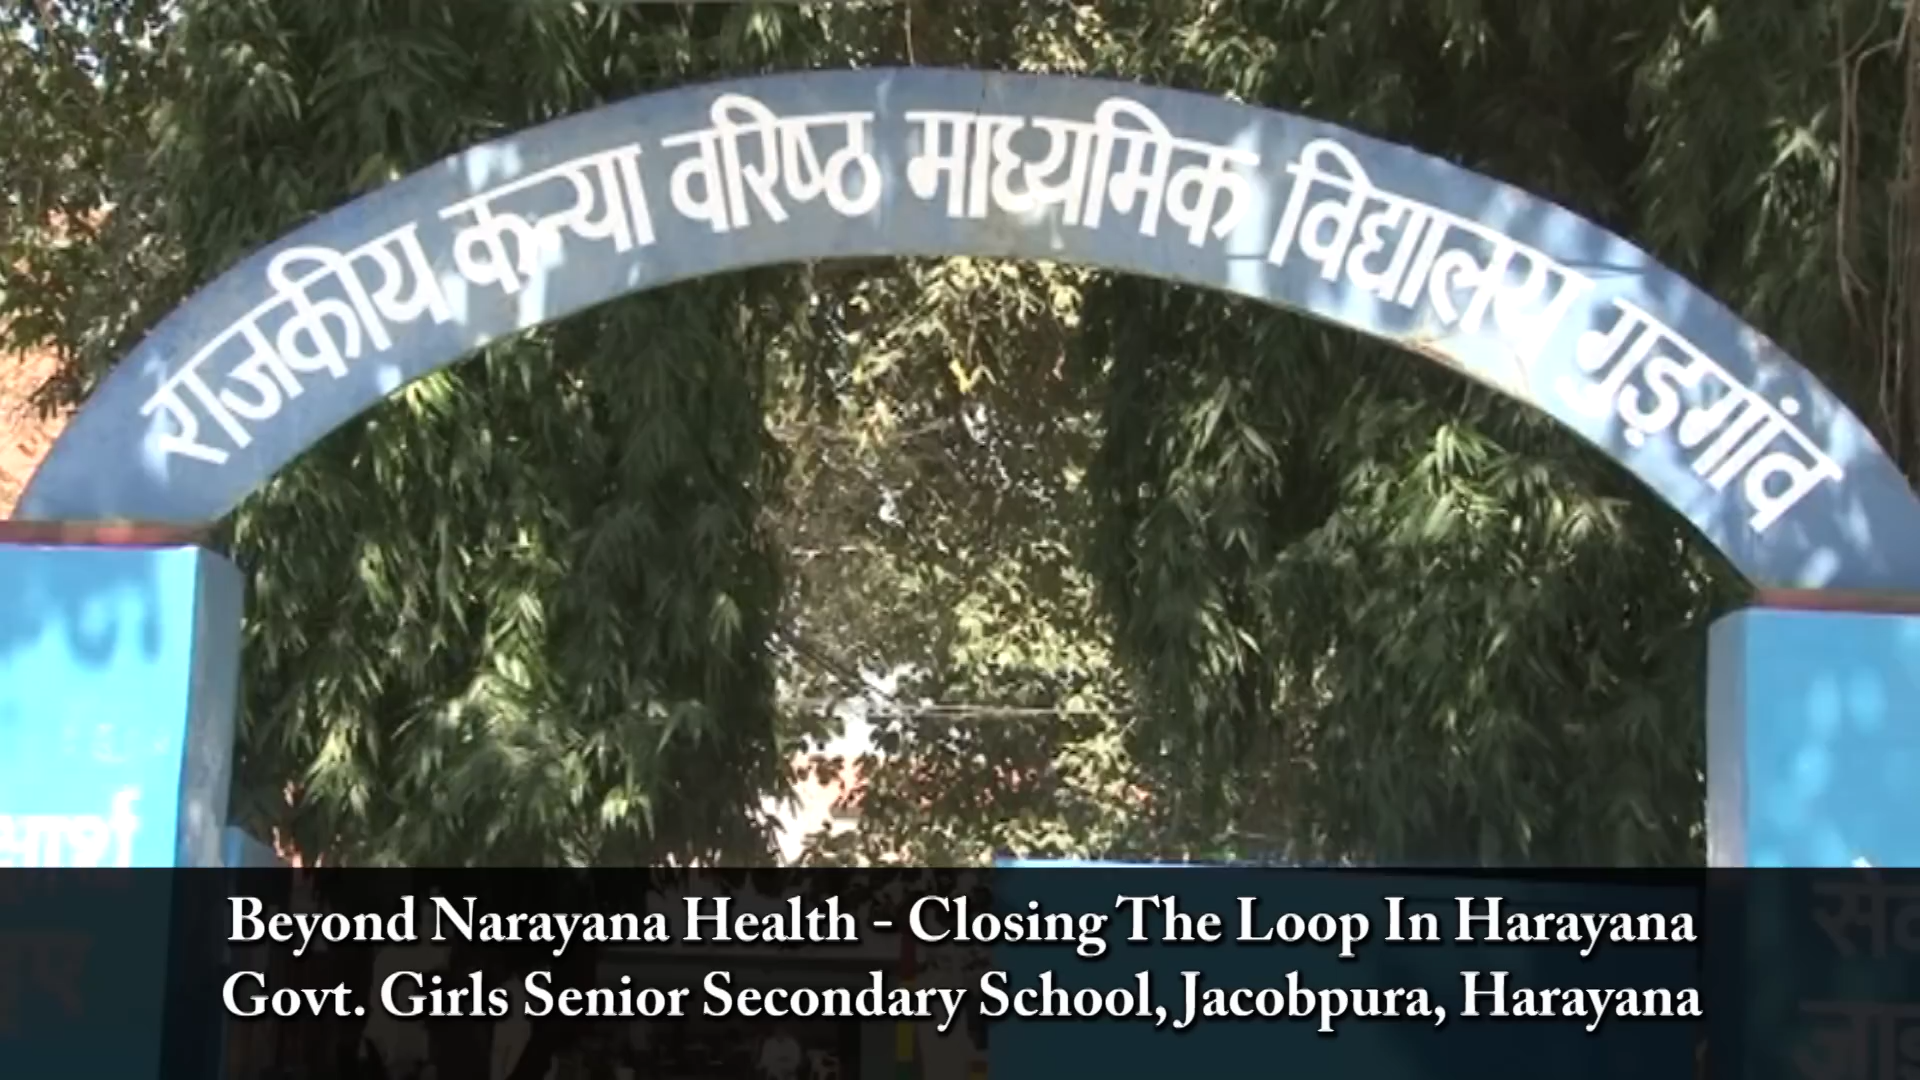 राजकीय कन्या वरिष्ठ माध्यमिक विद्यालय गुड़गांव
Beyond Narayana Health - Closing The Loop In Harayana
Govt. Girls Senior Secondary School, Jacobpura, Harayana